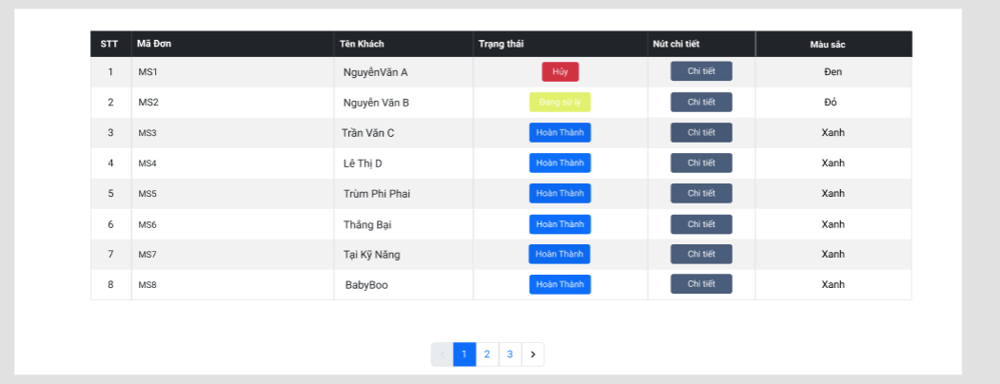 STT Mã Đơn Tên Khách Trạng thái Nút chi tiết Màu sắc
1 MS1 NguyễnVăn A Hủy Chi tiết Đen
2 MS2 Nguyễn Văn B Đang sử lý Chi tiết Đỏ
3 MS3 Trần Văn C Hoàn Thành Chi tiết Xanh
4 MS4 Lê Thị D Hoàn Thành Chi tiết Xanh
5 MS5 Trùm Phi Phai Hoàn Thành Chi tiết Xanh
6 MS6 Thắng Bại Hoàn Thành Chi tiết Xanh
7 MS7 Tại Kỹ Năng Hoàn Thành Chi tiết Xanh
8 MS8 BabyBoo Hoàn Thành Chi tiết Xanh
1 2 3